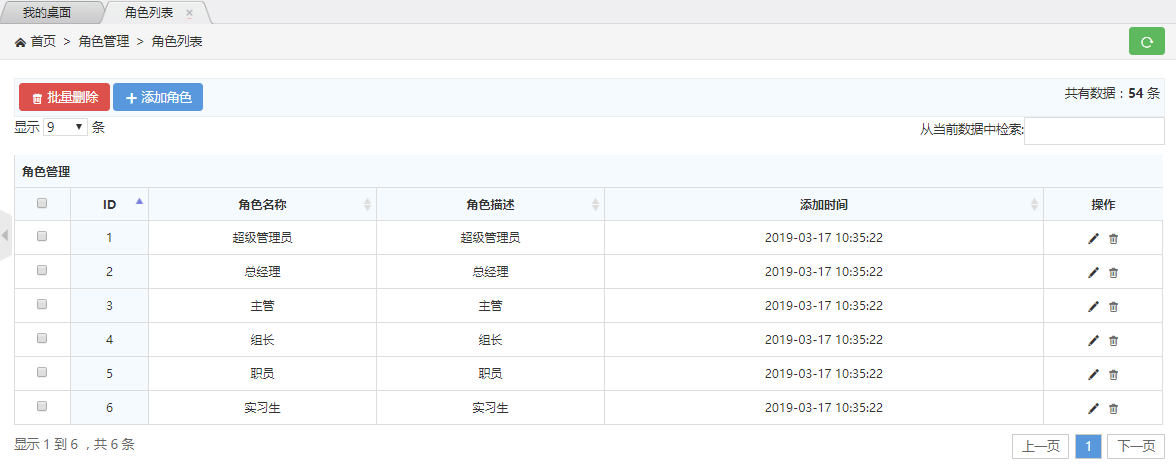 我的桌面 角色列表 ×
首页 > 角色管理 > 角色列表
批量删除 添加角色 共有数据：54 条
显示 9 条 从当前数据中检索:
角色管理
ID 角色名称 角色描述 添加时间 操作
1 超级管理员 超级管理员 2019-03-17 10:35:22
2 总经理 总经理 2019-03-17 10:35:22
3 主管 主管 2019-03-17 10:35:22
4 组长 组长 2019-03-17 10:35:22
5 职员 职员 2019-03-17 10:35:22
6 实习生 实习生 2019-03-17 10:35:22
显示 1 到 6 ，共 6 条 上一页 1 下一页